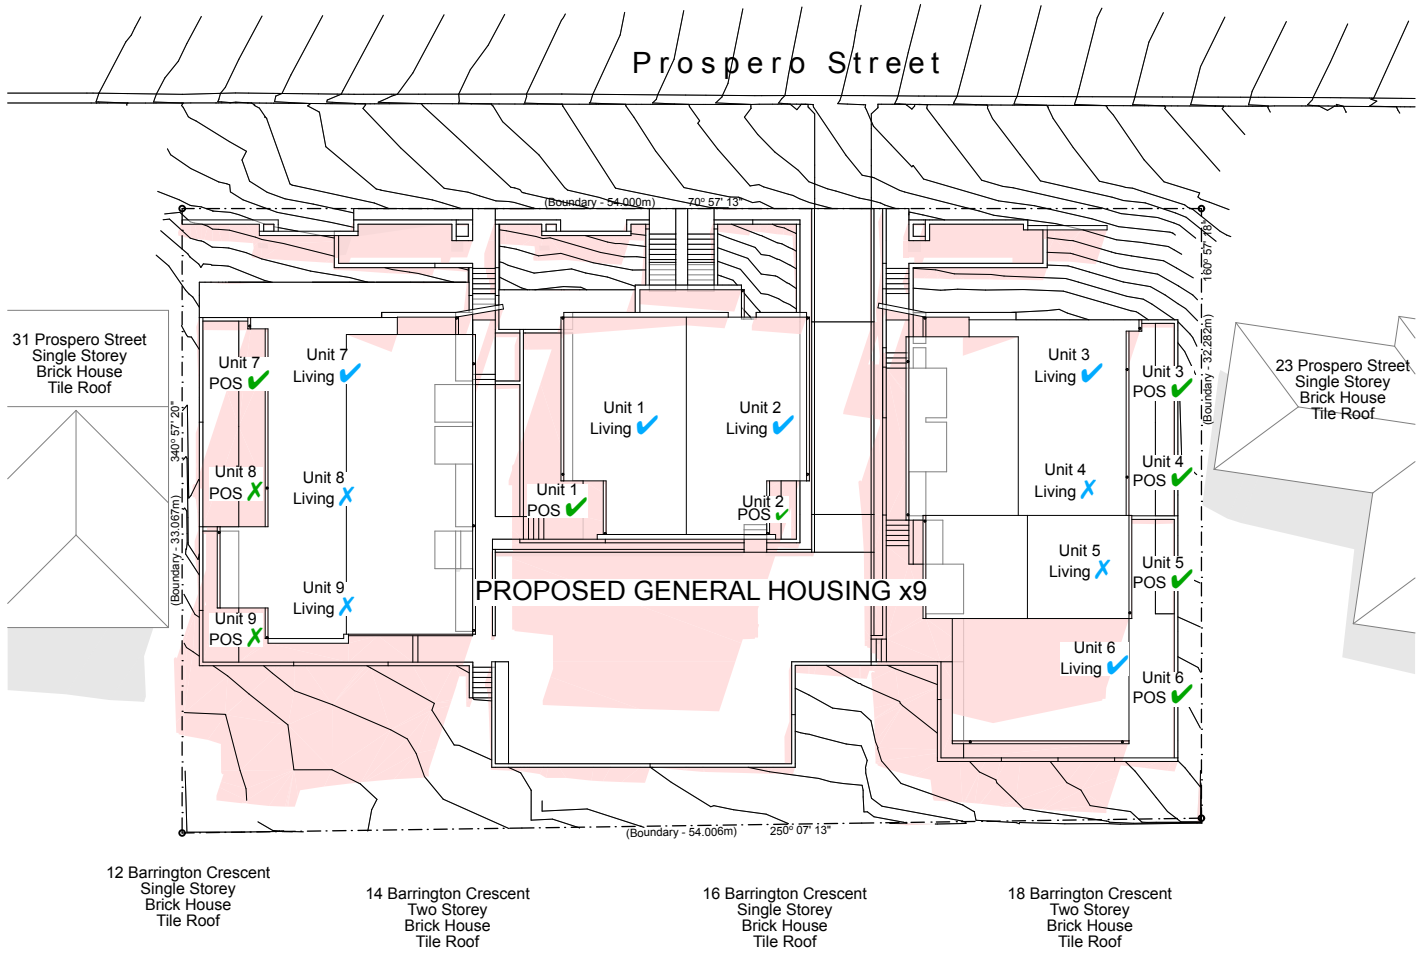 Prospero Street
(Boundary - 54.000m) 70° 57' 13"
160° 57' 18"
(Boundary - 32.282m)
31 Prospero Street
Single Storey
Brick House
Tile Roof
23 Prospero Street
Single Storey
Brick House
Tile Roof
340° 57' 20"
(Boundary - 33.067m)
Unit 7
POS ✔
Unit 7
Living ✔
Unit 8
POS ✗
Unit 8
Living ✗
Unit 9
POS ✗
Unit 9
Living ✗
Unit 1
Living ✔
Unit 2
Living ✔
Unit 1
POS ✔
Unit 2
POS ✔
Unit 3
Living ✔
Unit 3
POS ✔
Unit 4
Living ✗
Unit 4
POS ✔
Unit 5
Living ✗
Unit 5
POS ✔
Unit 6
Living ✔
Unit 6
POS ✔
PROPOSED GENERAL HOUSING x9
(Boundary - 54.006m) 250° 07' 13"
12 Barrington Crescent
Single Storey
Brick House
Tile Roof
14 Barrington Crescent
Two Storey
Brick House
Tile Roof
16 Barrington Crescent
Single Storey
Brick House
Tile Roof
18 Barrington Crescent
Two Storey
Brick House
Tile Roof